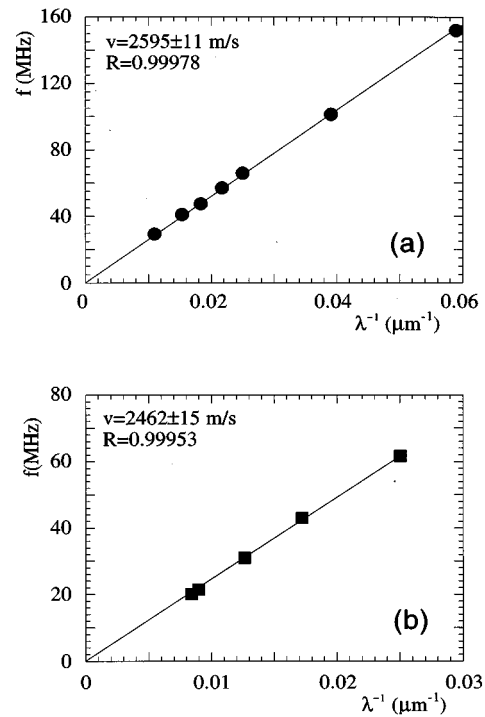 160
v=2595±11 m/s
R=0.99978
f (MHz)
120
80
40
(a)
0
0
0.02
0.04
0.06
λ⁻¹ (μm⁻¹)
80
v=2462±15 m/s
R=0.99953
f(MHz)
60
40
20
(b)
0
0
0.01
0.02
0.03
λ⁻¹ (μm⁻¹)